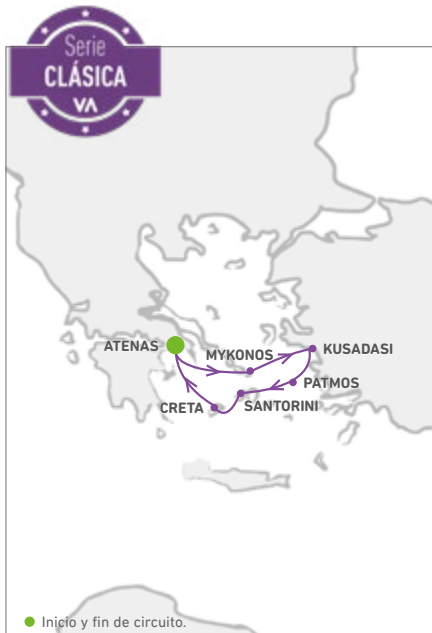 Serie
CLÁSICA
VA
ATENAS
MYKONOS
KUSADASI
PATMOS
CRETA
SANTORINI
Inicio y fin de circuito.